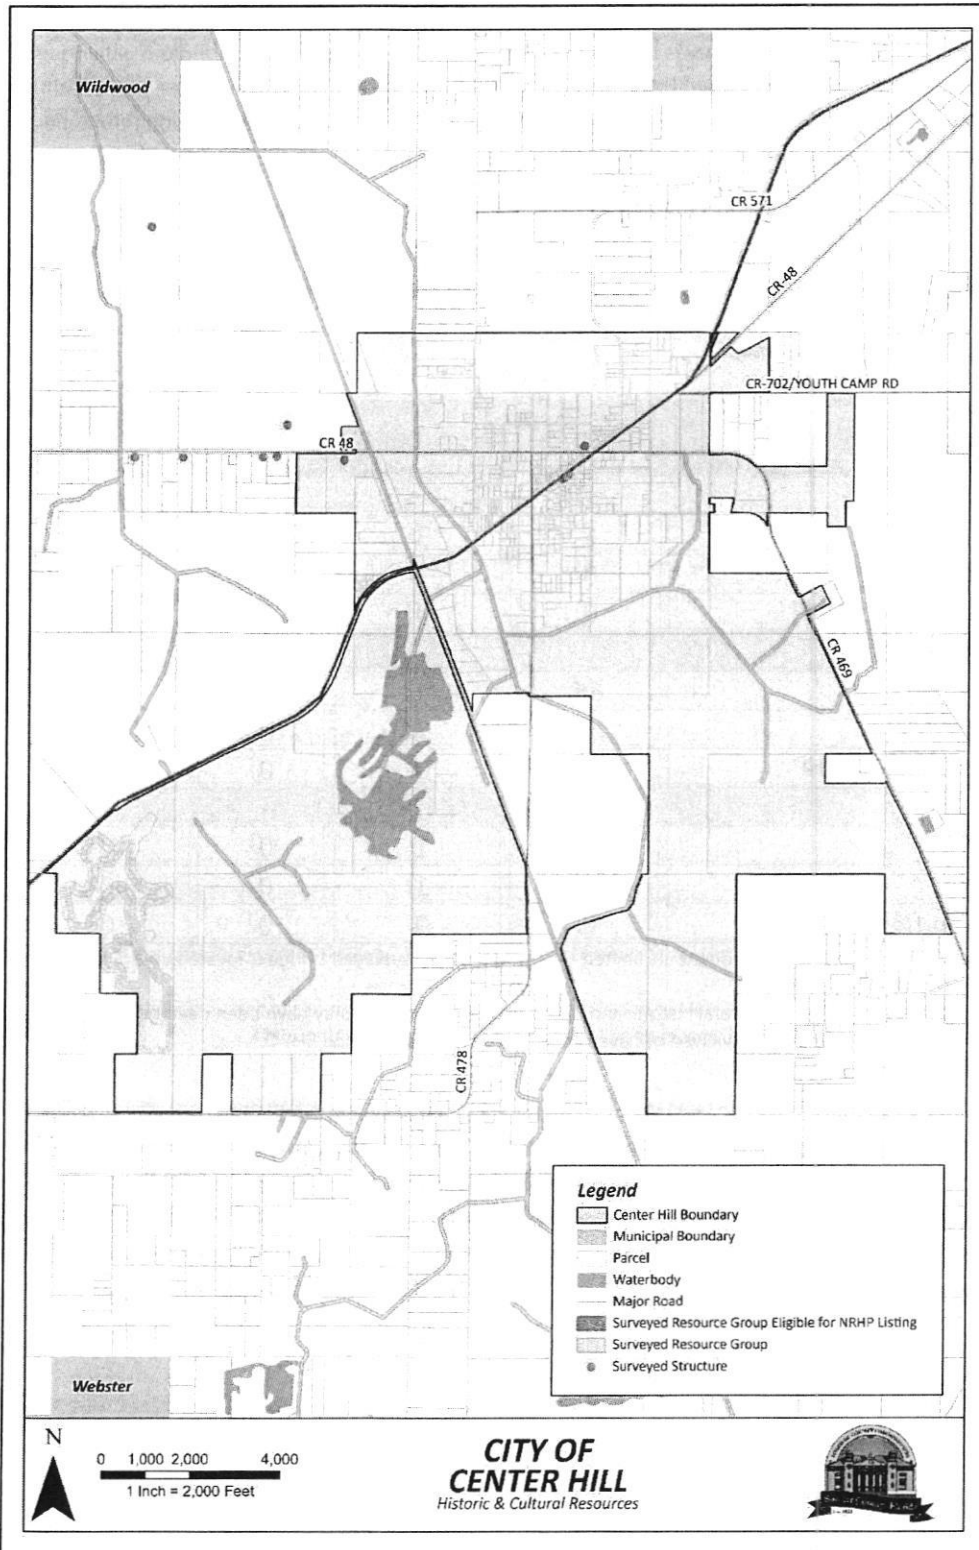 Wildwood
CR 571
CR-48
CR-702/YOUTH CAMP RD
CR 48
CR 469
CR 478
Legend
Center Hill Boundary
Municipal Boundary
Parcel
Waterbody
Major Road
Surveyed Resource Group Eligible for NRHP Listing
Surveyed Resource Group
Surveyed Structure
Webster
N
0 1,000 2,000 4,000
1 Inch = 2,000 Feet
CITY OF
CENTER HILL
Historic & Cultural Resources